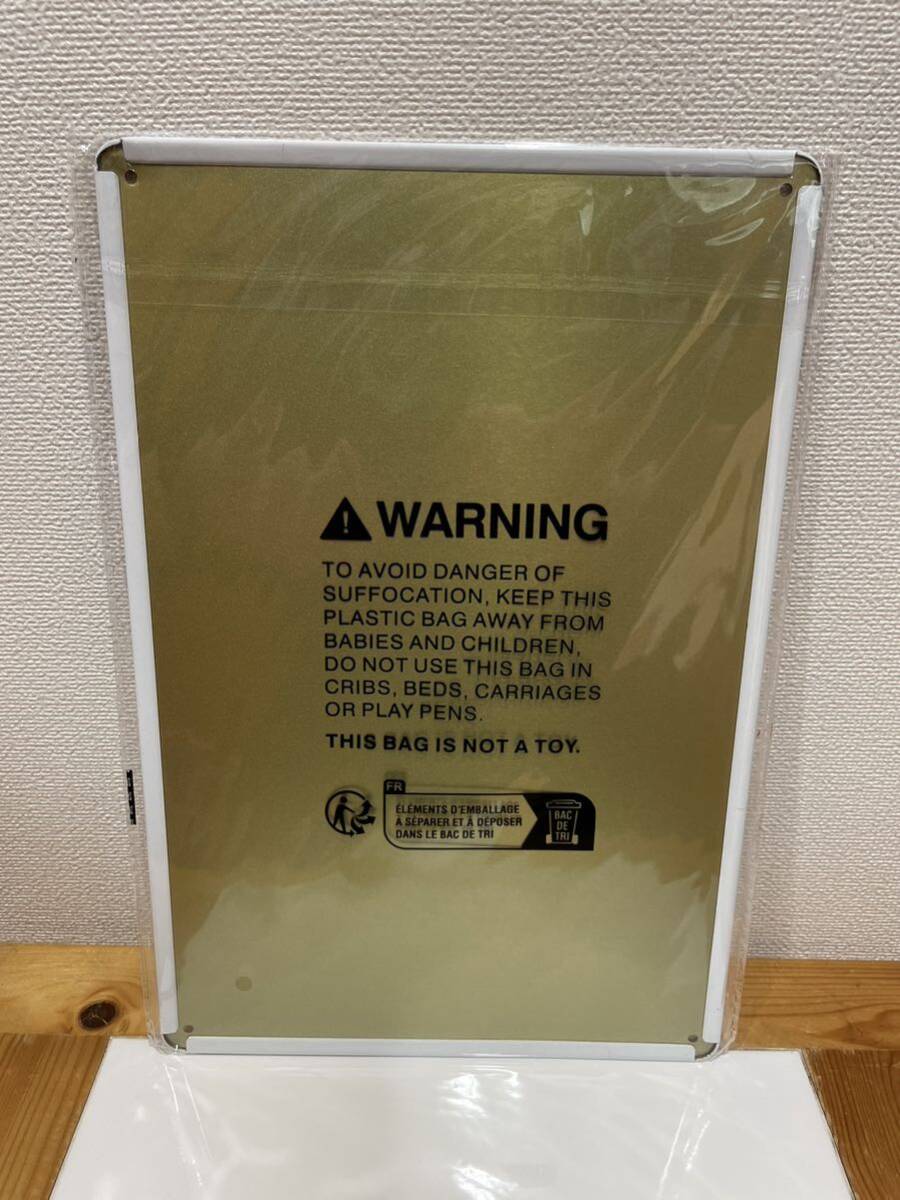 WARNING
TO AVOID DANGER OF
SUFFOCATION, KEEP THIS
PLASTIC BAG AWAY FROM
BABIES AND CHILDREN,
DO NOT USE THIS BAG IN
CRIBS, BEDS, CARRIAGES
OR PLAY PENS.
THIS BAG IS NOT A TOY.
FR
ÉLÉMENTS D'EMBALLAGE
À SÉPARER ET À DÉPOSER
DANS LE BAC DE TRI
BAC
DE
TRI